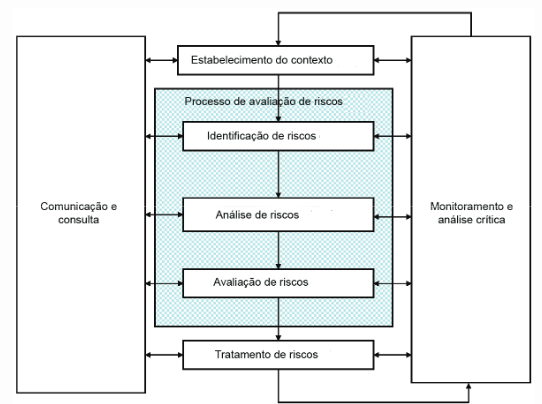 Estabelecimento do contexto
Processo de avaliação de riscos
Identificação de riscos
Comunicação e
consulta
Análise de riscos
Monitoramento e
análise crítica
Avaliação de riscos
Tratamento de riscos